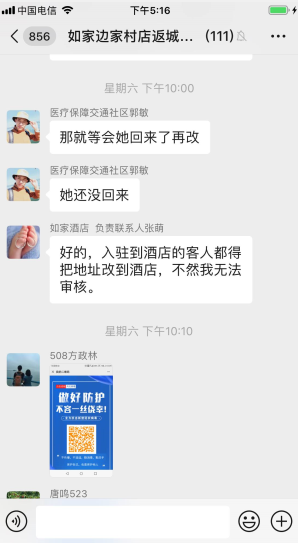 中国电信
下午5:16
856
如家边家村店返城...
(111)
星期六 下午10:00
医疗保障交通社区郭敏
那就等会她回来了再改
医疗保障交通社区郭敏
她还没回来
如家酒店 负责联系人张萌
好的，入驻到酒店的客人都得
把地址改到酒店，不然我无法
审核。
星期六 下午10:10
508方政林
做好防护
不容一丝侥幸!
唐鸣523